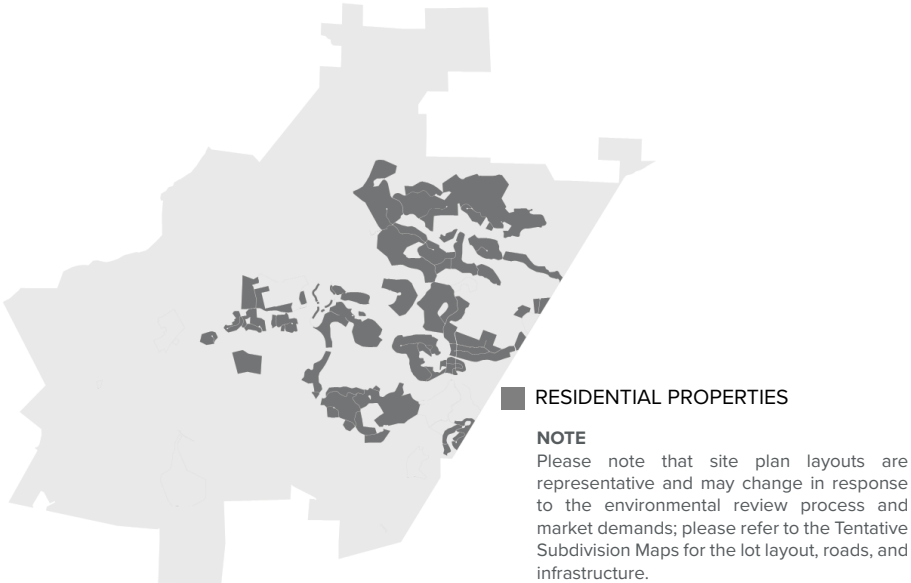 RESIDENTIAL PROPERTIES
NOTE
Please note that site plan layouts are
representative and may change in response
to the environmental review process and
market demands; please refer to the Tentative
Subdivision Maps for the lot layout, roads, and
infrastructure.